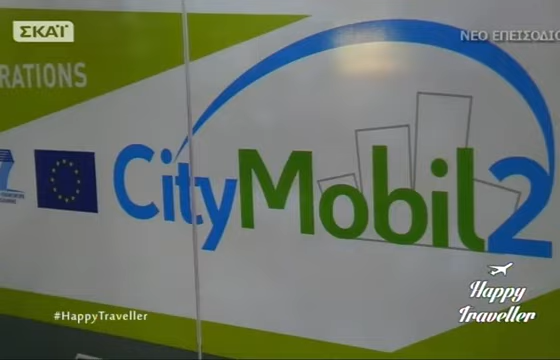 ΣΚΑΪ
ΝΕΟ ΕΠΕΙΣΟΔΙΟ
RATIONS
CityMobil2
Happy
Traveller
#HappyTraveller